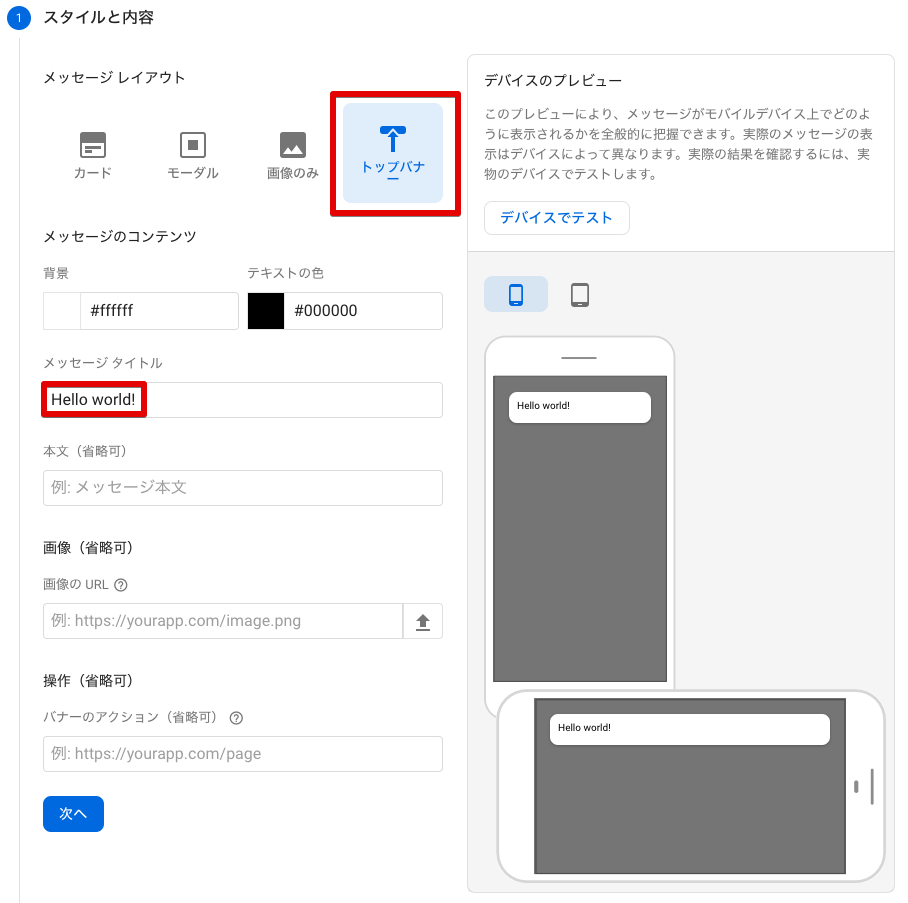 1 スタイルと内容
メッセージ レイアウト
カード
モーダル
画像のみ
トップバナ
ー
メッセージのコンテンツ
背景
テキストの色
#ffffff
#000000
メッセージ タイトル
Hello world!
本文（省略可）
例: メッセージ本文
画像（省略可）
画像の URL ?
例: https://yourapp.com/image.png
操作（省略可）
バナーのアクション（省略可） ?
例: https://yourapp.com/page
次へ
デバイスのプレビュー
このプレビューにより、メッセージがモバイルデバイス上でどのよ
うに表示されるかを全般的に把握できます。実際のメッセージの表
示はデバイスによって異なります。実際の結果を確認するには、実
物のデバイスでテストします。
デバイスでテスト
Hello world!
Hello world!